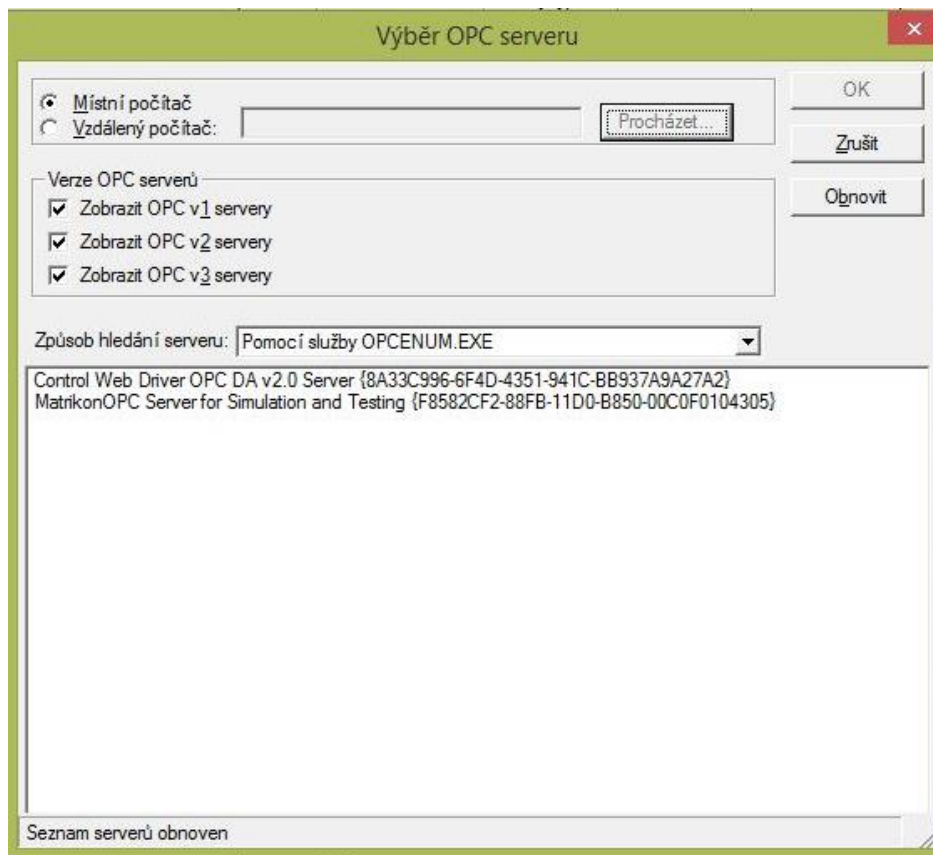 Výběr OPC serveru
Místní počítač
Vzdálený počítač:
Procházet...
OK
Zrušit
Obnovit
Verze OPC serverů
Zobrazit OPC v1 servery
Zobrazit OPC v2 servery
Zobrazit OPC v3 servery
Způsob hledání serveru: Pomocí služby OPCENUM.EXE
Control Web Driver OPC DA v2.0 Server {8A33C996-6F4D-4351-941C-BB937A9A27A2}
MatrikonOPC Server for Simulation and Testing {F8582CF2-88FB-11D0-B850-00C0F0104305}
Seznam serverů obnoven